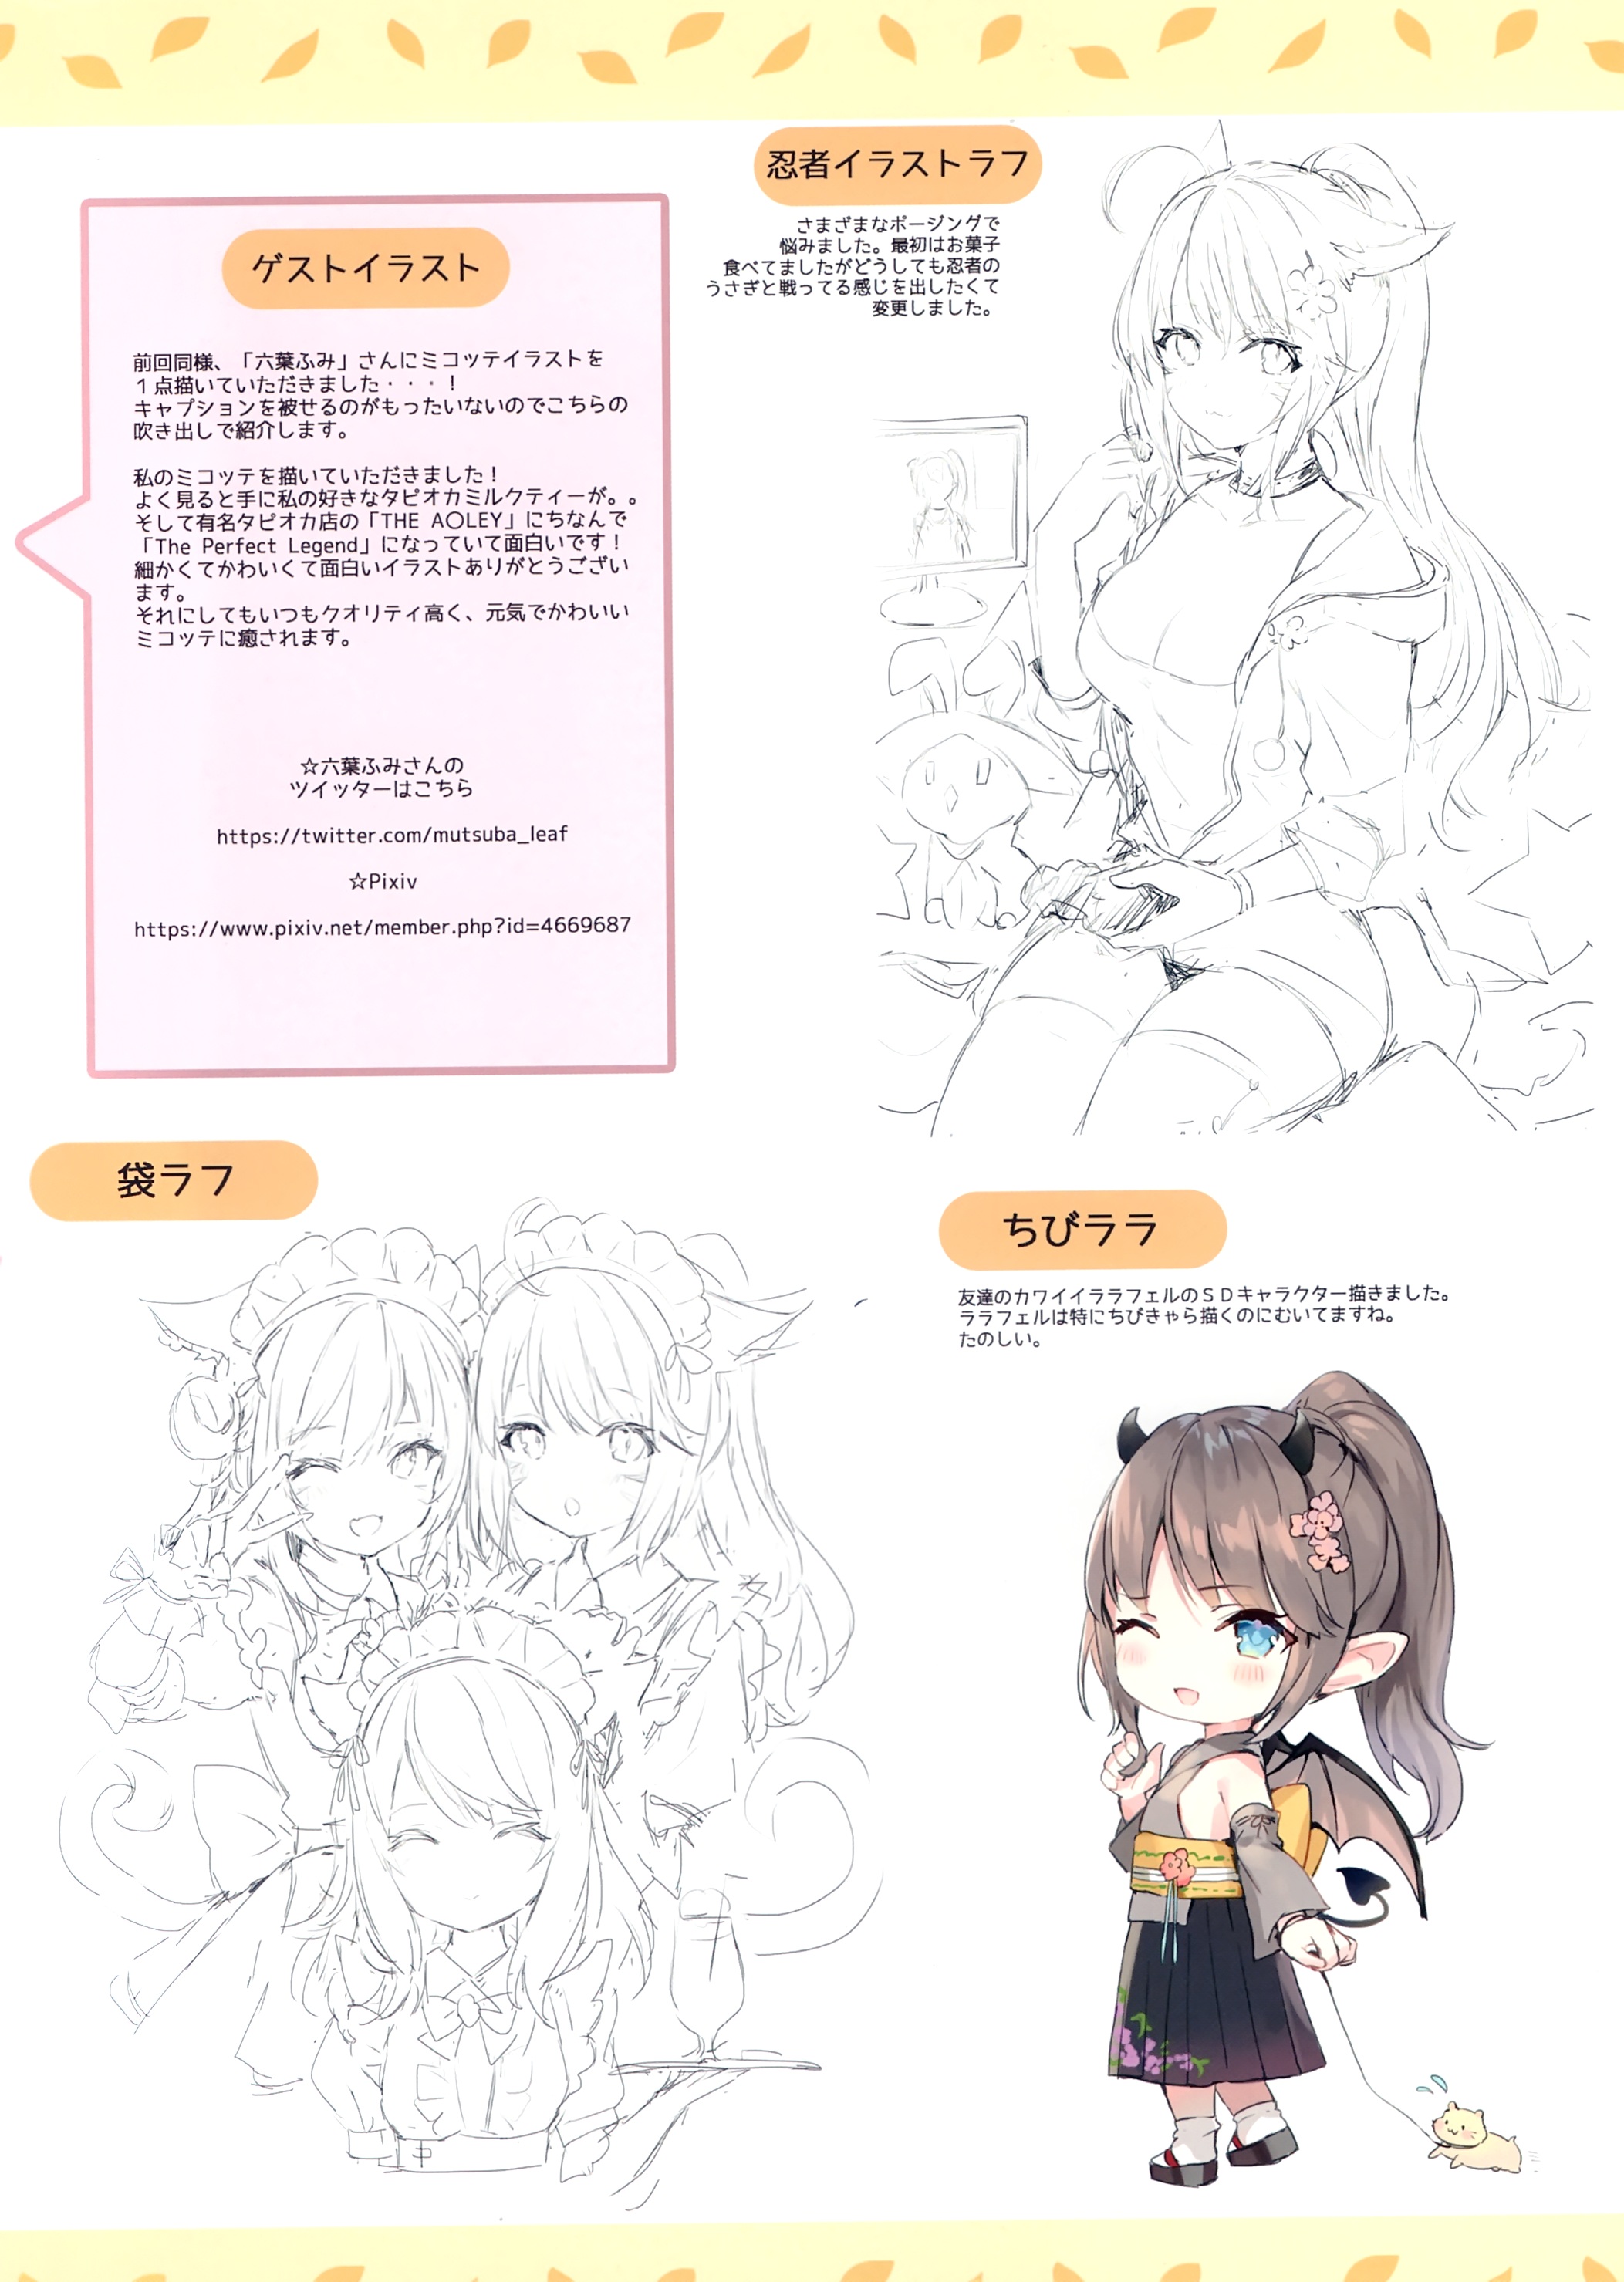 忍者イラストラフ
さまざまなポージングで
悩みました。最初はお菓子
食べてましたがどうしても忍者の
うさぎと戦ってる感じを出したくて
変更しました。
ゲストイラスト
前回同様、「六葉ふみ」さんにミコッテイラストを
１点描いていただきました・・・！
キャプションを被せるのがもったいないのでこちらの
吹き出しで紹介します。
私のミコッテを描いていただきました！
よく見ると手に私の好きなタピオカミルクティーが。。
そして有名タピオカ店の「THE A○LEY」にちなんで
「The Perfect Legend」になっていて面白いです！
細かくてかわいくて面白いイラストありがとうござい
ます。
それにしてもいつもクオリティ高く、元気でかわいい
ミコッテに癒されます。
☆六葉ふみさんの
ツイッターはこちら
https://twitter.com/mutsuba_leaf
☆Pixiv
https://www.pixiv.net/member.php?id=4669687
袋ラフ
ちびララ
友達のカワイイララフェルのＳＤキャラクター描きました。
ララフェルは特にちびきゃら描くのにむいてますね。
たのしい。